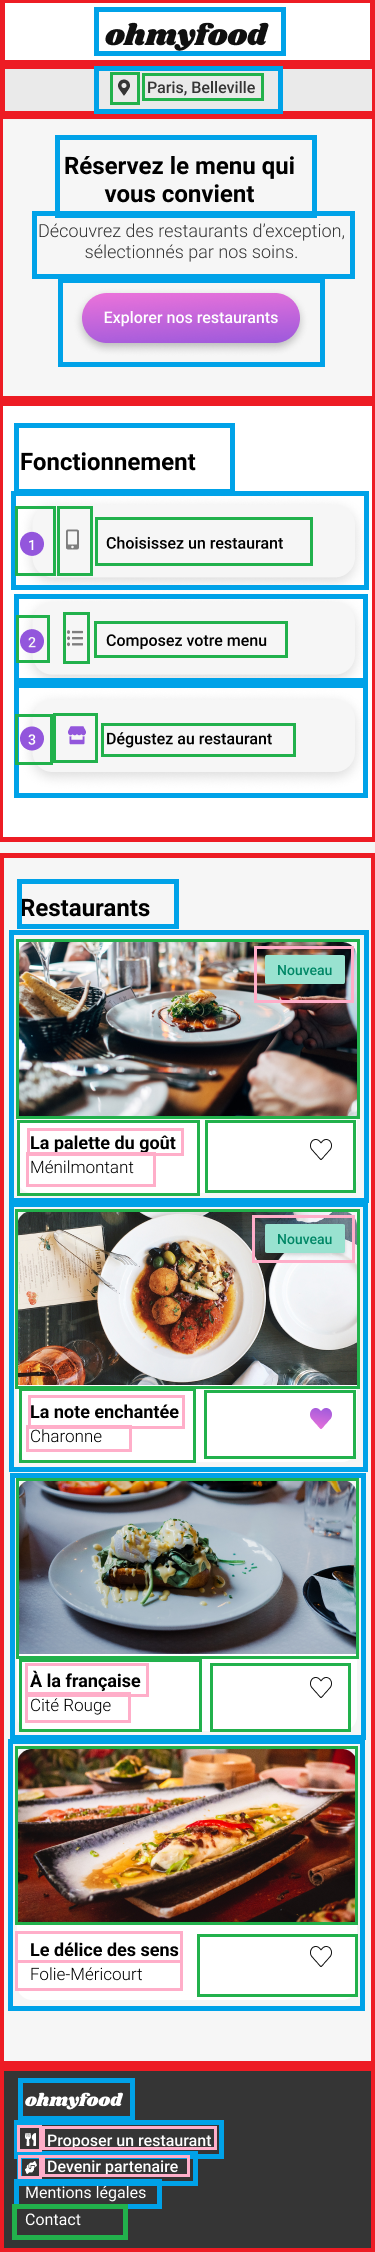 ohmyfood
Paris, Belleville
Réservez le menu qui
vous convient
Découvrez des restaurants d'exception,
sélectionnés par nos soins.
Explorer nos restaurants
Fonctionnement
1 Choisissez un restaurant
2 Composez votre menu
3 Dégustez au restaurant
Restaurants
Nouveau
La palette du goût
Ménilmontant
Nouveau
La note enchantée
Charonne
À la française
Cité Rouge
Le délice des sens
Folie-Méricourt
ohmyfood
Proposer un restaurant
Devenir partenaire
Mentions légales
Contact